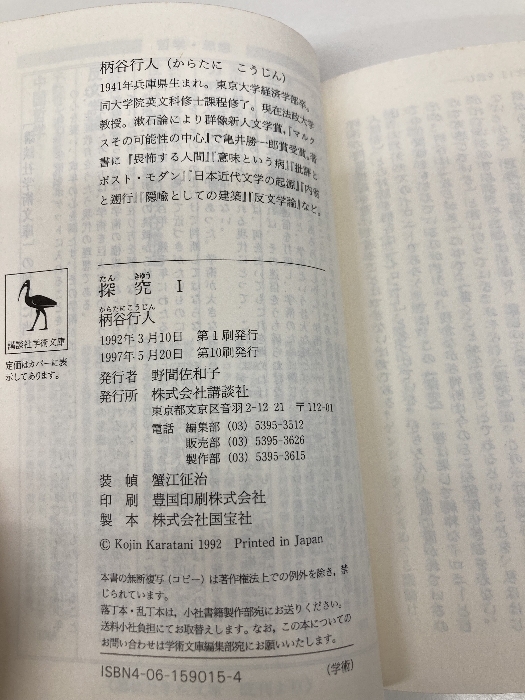 柄谷行人（からたに こうじん）
1941年兵庫県生まれ。東京大学経済学部卒。
同大学院英文科修士課程修了。現在法政大学
教授。漱石論により群像新人文学賞,『マルク
スその可能性の中心』で亀井勝一郎賞受賞。著
書に『畏怖する人間』『意味という病』『批評と
ポスト・モダン』『日本近代文学の起源』『内省
と遡行』『隠喩としての建築』『反文学論』など。
講談社学術文庫
定価はカバーに表
示してあります。
たん きゅう
探究 I
からたにこうじん
柄谷行人
1992年3月10日 第1刷発行
1997年5月20日 第10刷発行
発行者 野間佐和子
発行所 株式会社講談社
東京都文京区音羽2-12-21 〒112-01
電話 編集部 (03) 5395-3512
販売部 (03) 5395-3626
製作部 (03) 5395-3615
装幀 蟹江征治
印刷 豊国印刷株式会社
製本 株式会社国宝社
© Kojin Karatani 1992 Printed in Japan
本書の無断複写（コピー）は著作権法上での例外を除き，禁
じられています。
落丁本・乱丁本は，小社書籍製作部宛にお送りください。
送料小社負担にてお取替えします。なお，この本についての
お問い合わせは学術文庫編集部宛にお願いいたします。
ISBN4-06-159015-4
（学術）